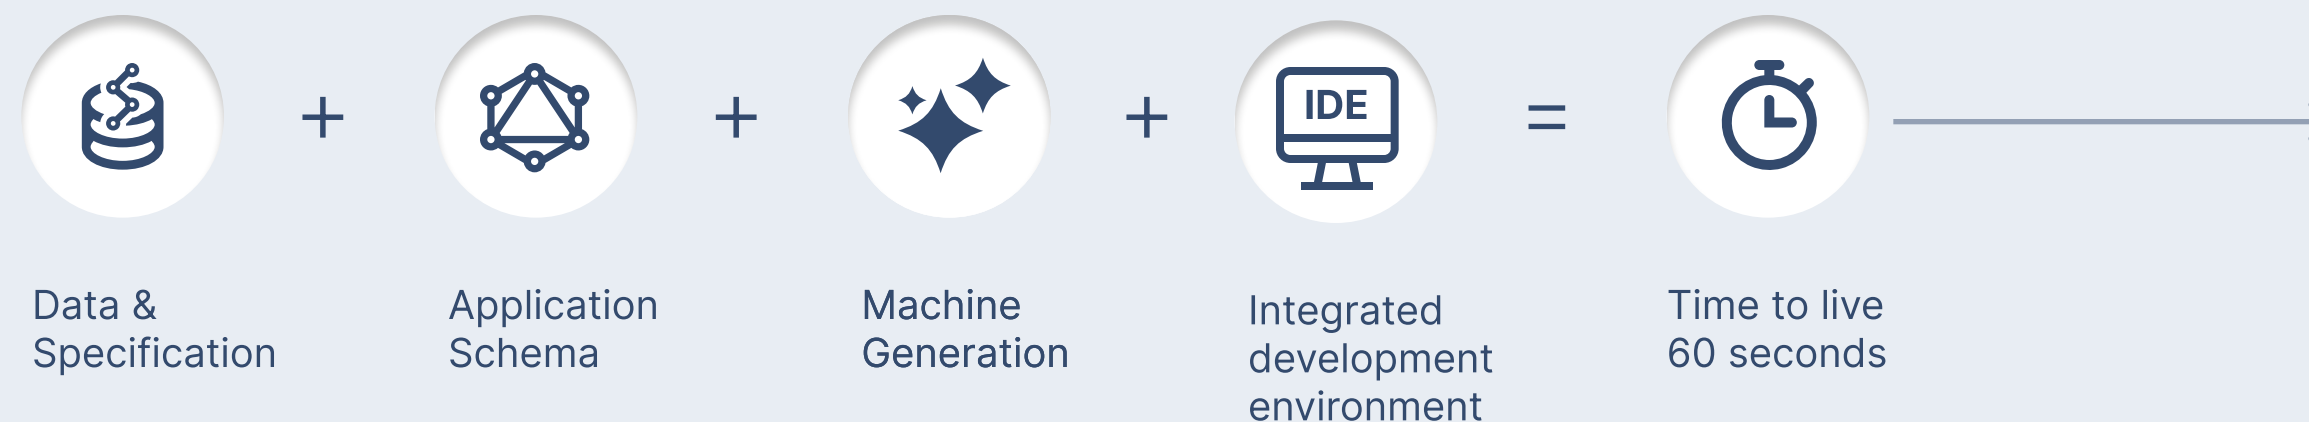 Data &
Specification
+
Application
Schema
+
Machine
Generation
+
IDE
Integrated
development
environment
=
Time to live
60 seconds